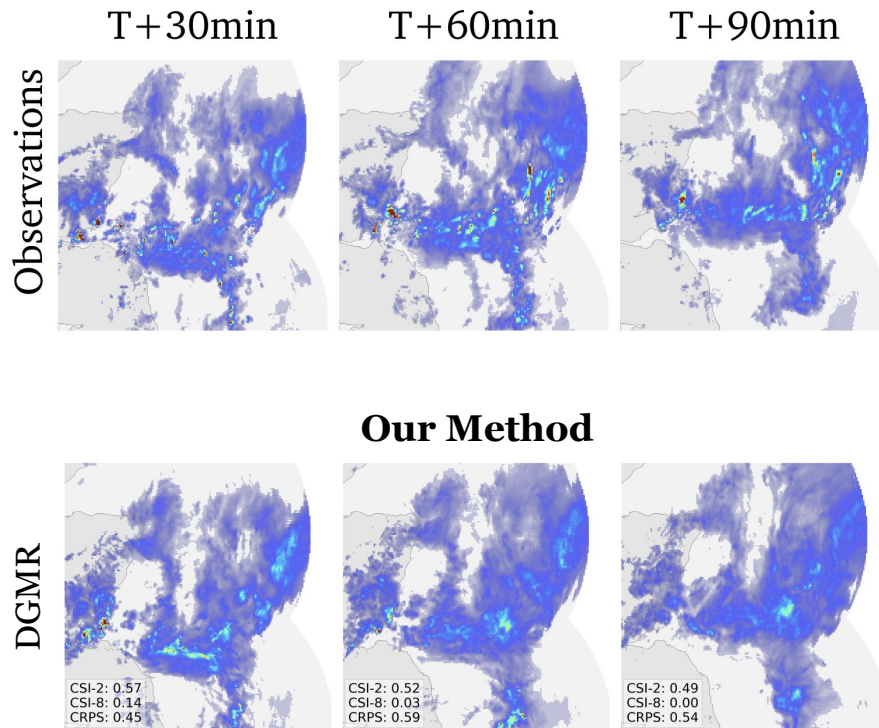 T+30min
T+60min
T+90min
Observations
Our Method
DGMR
CSI-2: 0.57
CSI-8: 0.14
CRPS: 0.45
CSI-2: 0.52
CSI-8: 0.03
CRPS: 0.59
CSI-2: 0.49
CSI-8: 0.00
CRPS: 0.54